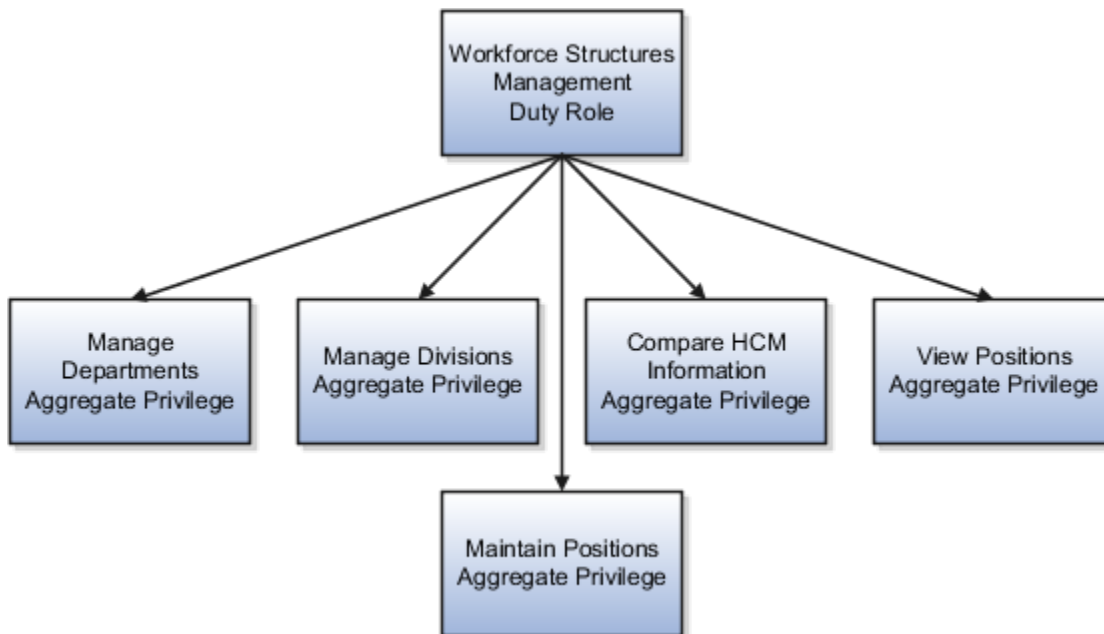 Workforce Structures
Management
Duty Role
Manage
Departments
Aggregate Privilege
Manage Divisions
Aggregate Privilege
Compare HCM
Information
Aggregate Privilege
View Positions
Aggregate Privilege
Maintain Positions
Aggregate Privilege